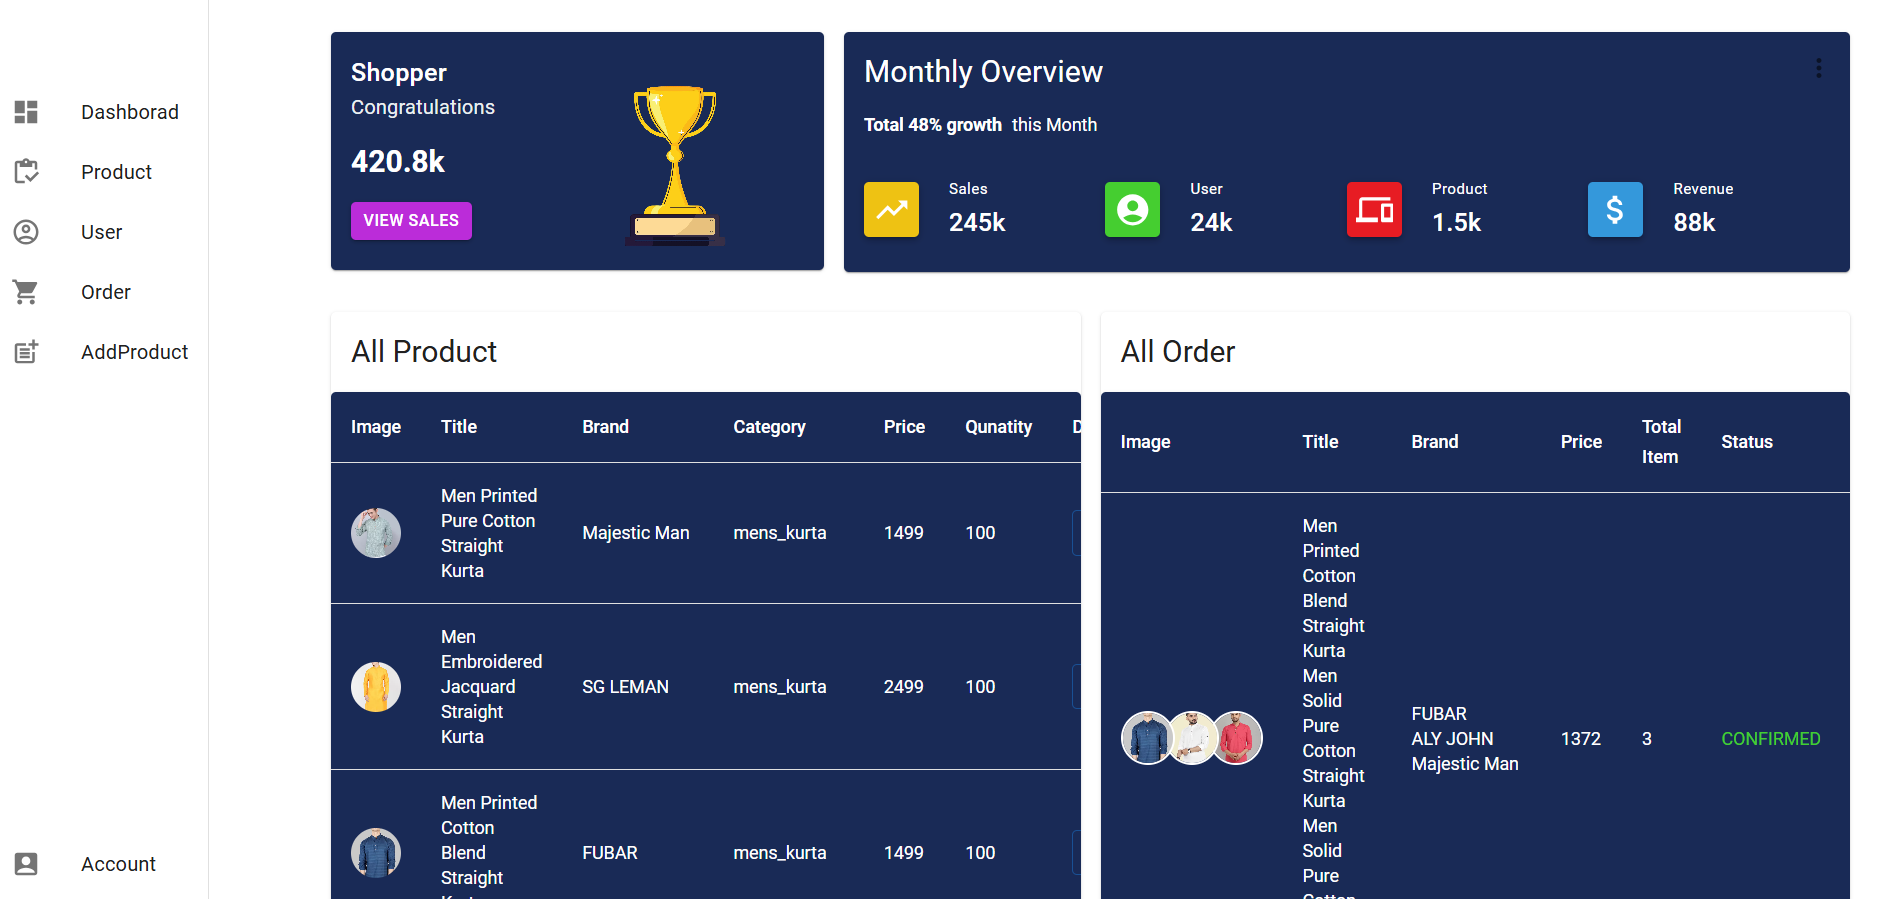 Dashborad
Product
User
Order
AddProduct
Account
Shopper
Congratulations
420.8k
VIEW SALES
Monthly Overview
Total 48% growth this Month
Sales
245k
User
24k
Product
1.5k
Revenue
88k
All Product
Image Title Brand Category Price Qunatity
Men Printed
Pure Cotton
Straight
Kurta
Majestic Man mens_kurta 1499 100
Men
Embroidered
Jacquard
Straight
Kurta
SG LEMAN mens_kurta 2499 100
Men Printed
Cotton
Blend
Straight
FUBAR mens_kurta 1499 100
All Order
Image Title Brand Price Total
Item
Status
Men
Printed
Cotton
Blend
Straight
Kurta
Men
Solid
Pure
Cotton
Straight
Kurta
Men
Solid
Pure
FUBAR
ALY JOHN
Majestic Man
1372 3 CONFIRMED